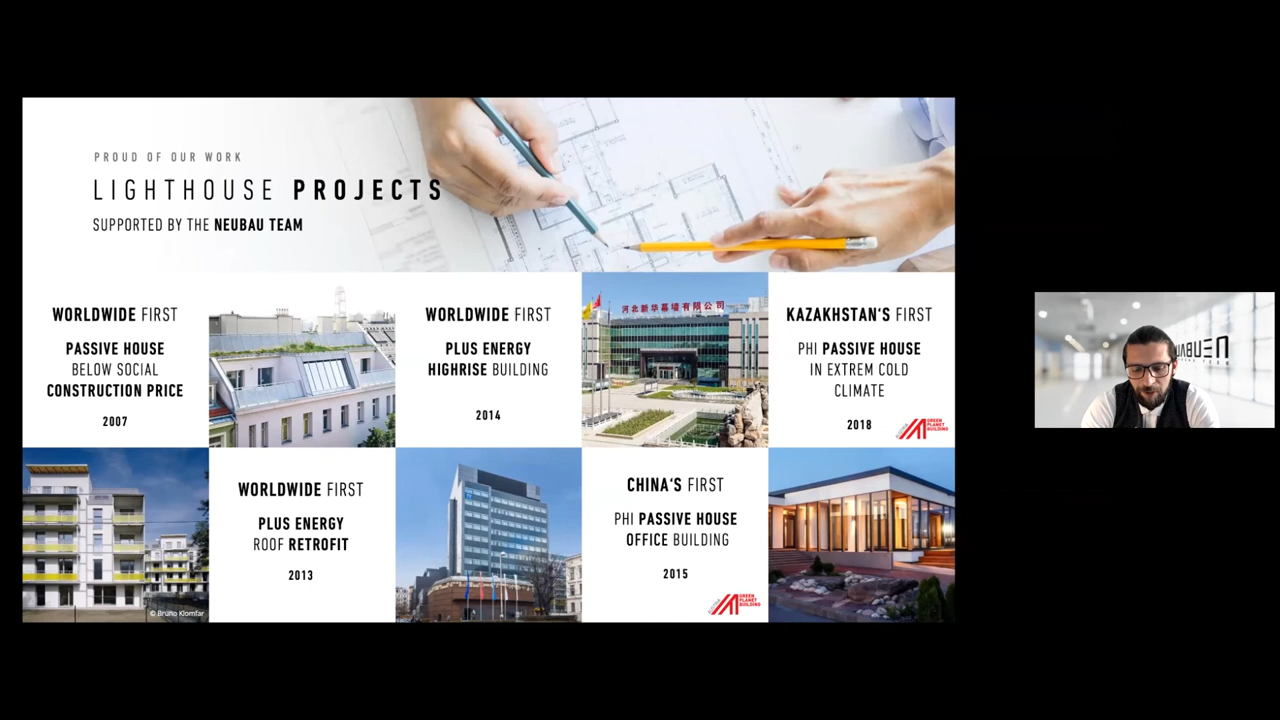 PROUD OF OUR WORK
LIGHTHOUSE PROJECTS
SUPPORTED BY THE NEUBAU TEAM
WORLDWIDE FIRST
PASSIVE HOUSE
BELOW SOCIAL
CONSTRUCTION PRICE
2007
© Bruno Klomfar
WORLDWIDE FIRST
PLUS ENERGY
ROOF RETROFIT
2013
WORLDWIDE FIRST
PLUS ENERGY
HIGHRISE BUILDING
2014
河北新华幕墙有限公司
CHINA‘S FIRST
PHI PASSIVE HOUSE
OFFICE BUILDING
2015
AUSTRIA
GREEN
PLANET
BUILDING
KAZAKHSTAN‘S FIRST
PHI PASSIVE HOUSE
IN EXTREM COLD
CLIMATE
2018
AUSTRIA
GREEN
PLANET
BUILDING
NEUBAU